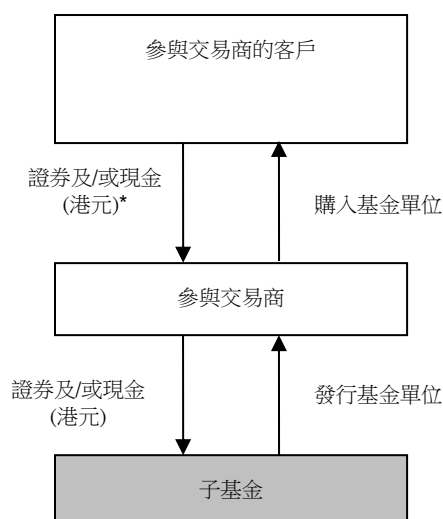 參與交易商的客戶
證券及/或現金
(港元)*
購入基金單位
參與交易商
證券及/或現金
(港元)
發行基金單位
子基金